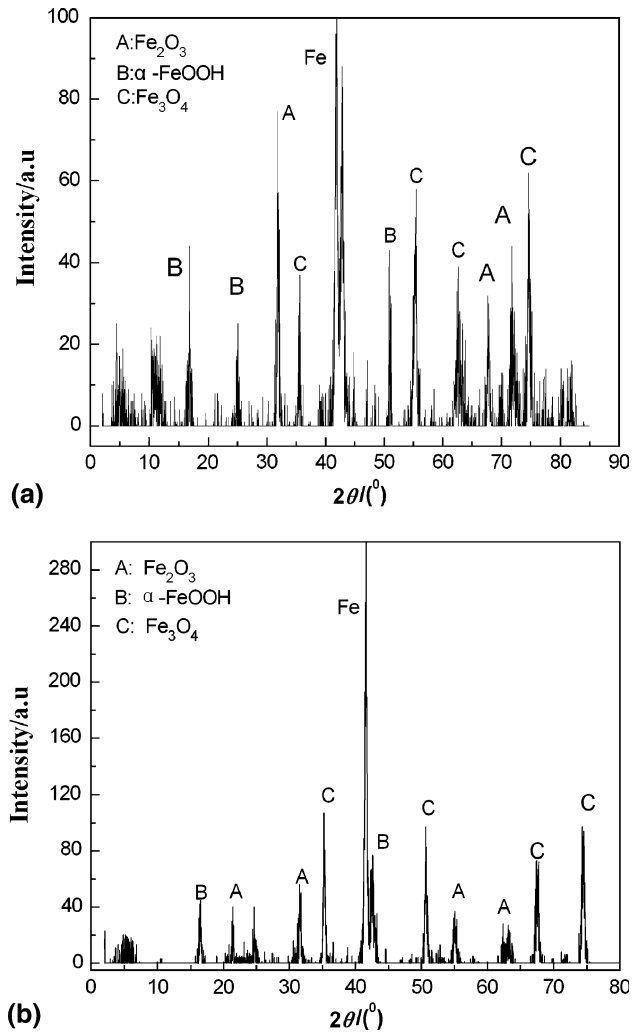 A:Fe₂O₃
B:α -FeOOH
C:Fe₃O₄
Fe
A
B
B
C
B
C
C
A
A
C
Intensity/a.u
100
80
60
40
20
0
0 10 20 30 40 50 60 70 80 90
2θ/(⁰)
(a)
A: Fe₂O₃
B: α -FeOOH
C: Fe₃O₄
Fe
B
A
A
C
B
C
A
A
C
C
Intensity/a.u
280
240
200
160
120
80
40
0
0 10 20 30 40 50 60 70 80
2θ/(⁰)
(b)